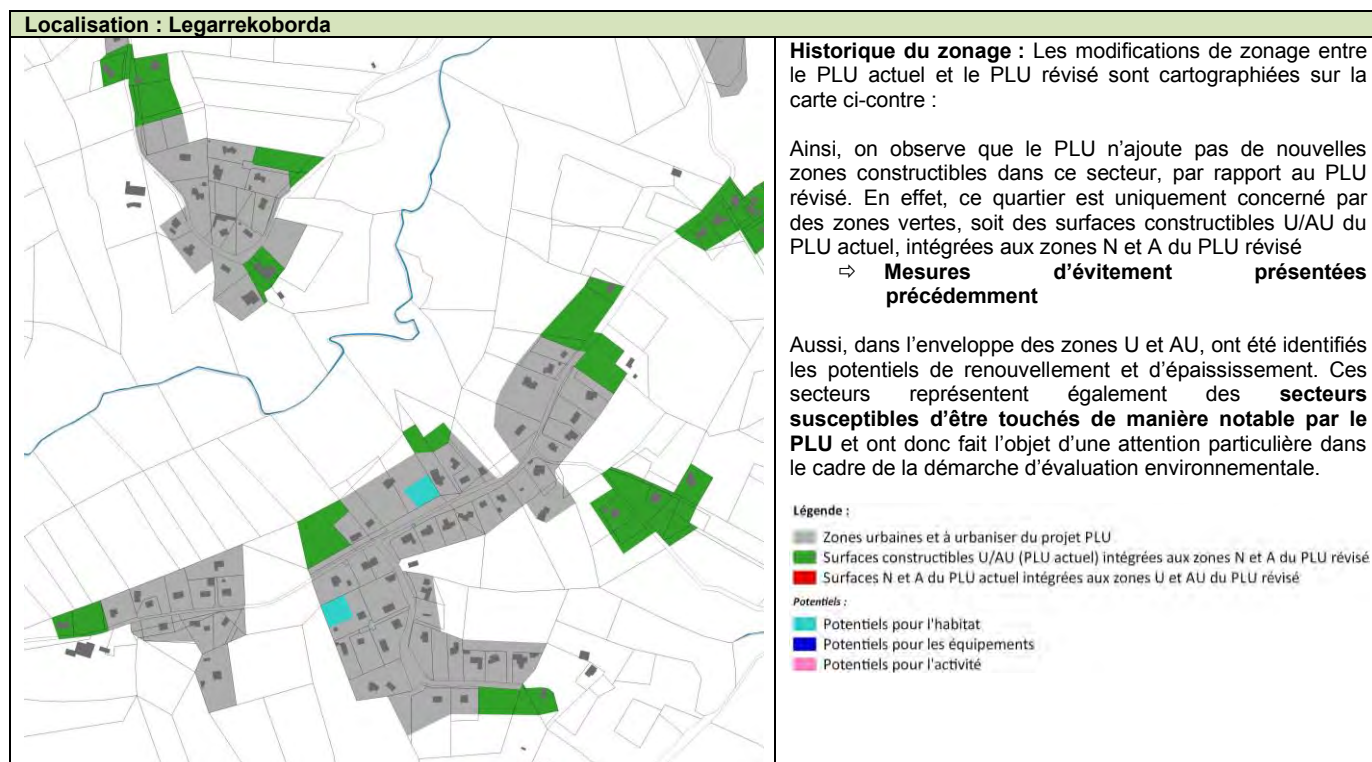 Localisation : Legarrekoborda
Historique du zonage : Les modifications de zonage entre
le PLU actuel et le PLU révisé sont cartographiées sur la
carte ci-contre :
Ainsi, on observe que le PLU n'ajoute pas de nouvelles
zones constructibles dans ce secteur, par rapport au PLU
révisé. En effet, ce quartier est uniquement concerné par
des zones vertes, soit des surfaces constructibles U/AU du
PLU actuel, intégrées aux zones N et A du PLU révisé
⇨ Mesures d'évitement présentées
précédemment
Aussi, dans l'enveloppe des zones U et AU, ont été identifiés
les potentiels de renouvellement et d'épaississement. Ces
secteurs représentent également des secteurs
susceptibles d'être touchés de manière notable par le
PLU et ont donc fait l'objet d'une attention particulière dans
le cadre de la démarche d'évaluation environnementale.
Légende :
Zones urbaines et à urbaniser du projet PLU
Surfaces constructibles U/AU (PLU actuel) intégrées aux zones N et A du PLU révisé
Surfaces N et A du PLU actuel intégrées aux zones U et AU du PLU révisé
Potentiels :
Potentiels pour l'habitat
Potentiels pour les équipements
Potentiels pour l'activité